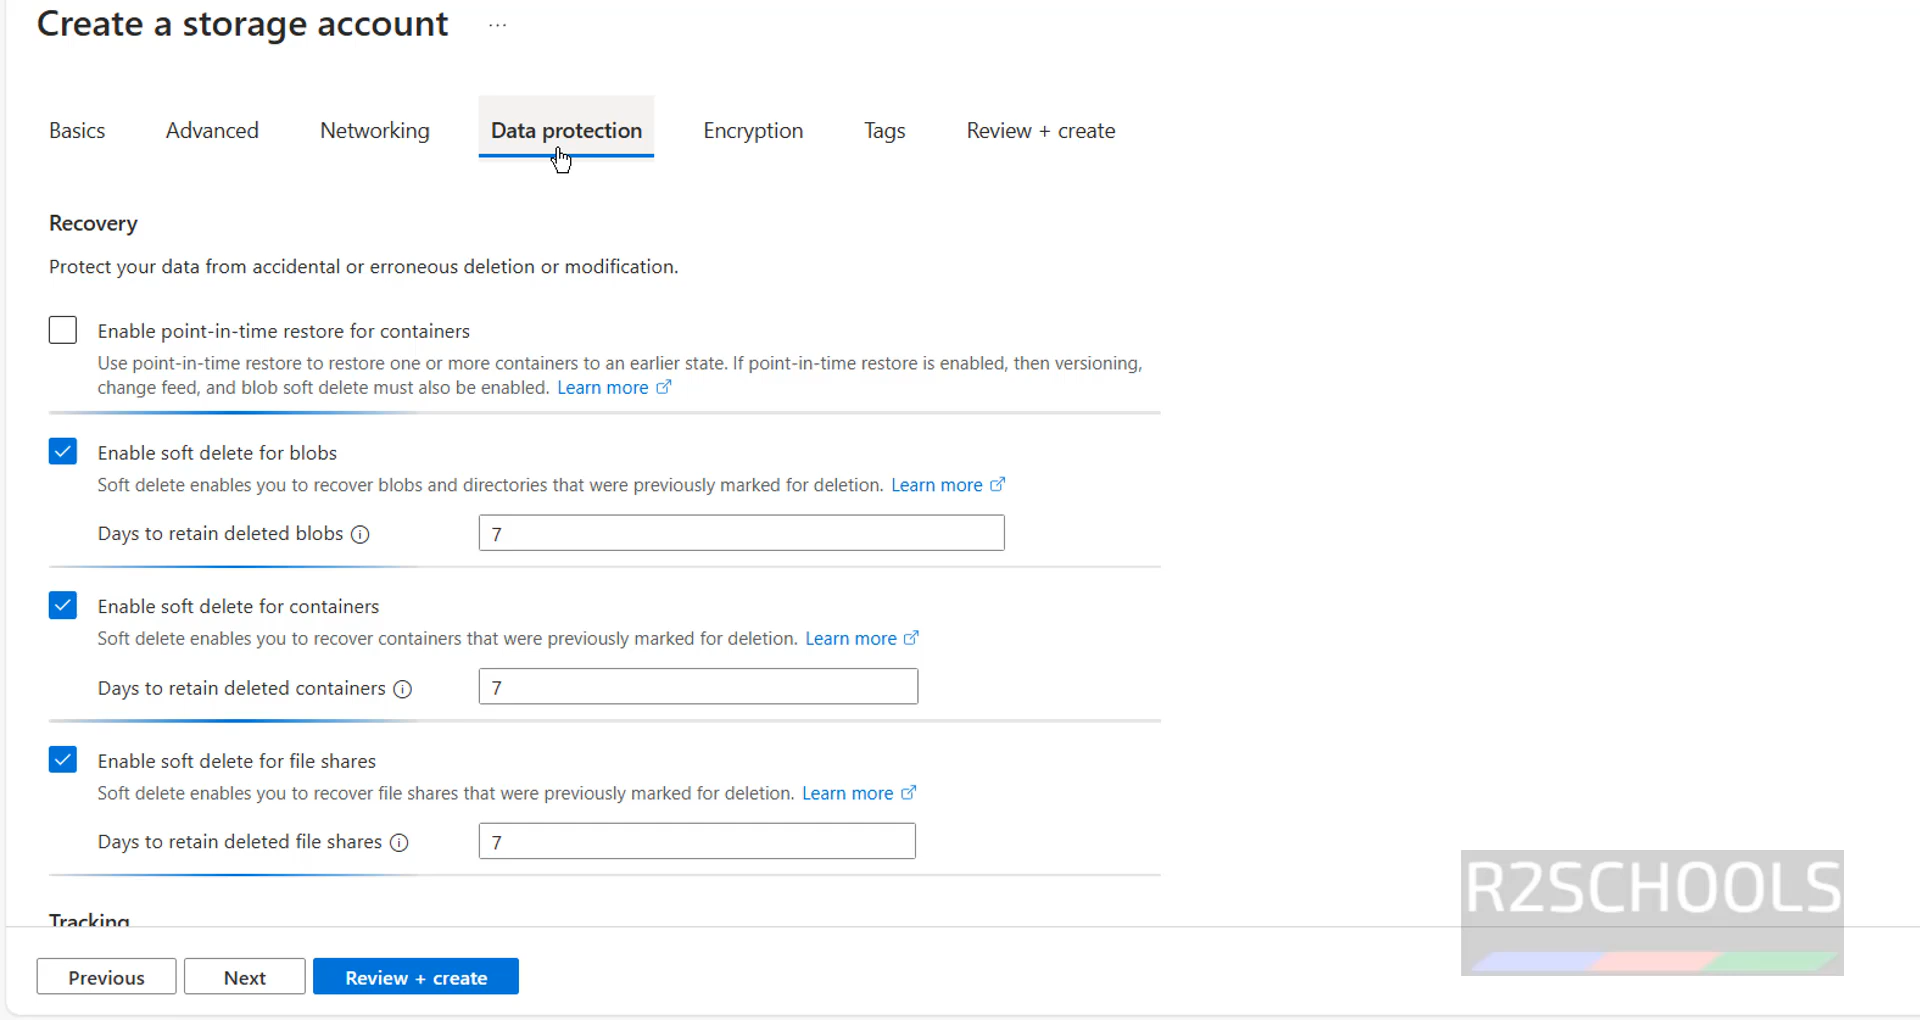 Create a storage account ...
Basics Advanced Networking Data protection Encryption Tags Review + create
Recovery
Protect your data from accidental or erroneous deletion or modification.
Enable point-in-time restore for containers
Use point-in-time restore to restore one or more containers to an earlier state. If point-in-time restore is enabled, then versioning,
change feed, and blob soft delete must also be enabled. Learn more
Enable soft delete for blobs
Soft delete enables you to recover blobs and directories that were previously marked for deletion. Learn more
Days to retain deleted blobs 7
Enable soft delete for containers
Soft delete enables you to recover containers that were previously marked for deletion. Learn more
Days to retain deleted containers 7
Enable soft delete for file shares
Soft delete enables you to recover file shares that were previously marked for deletion. Learn more
Days to retain deleted file shares 7
R2SCHOOLS
Tracking
Previous Next Review + create